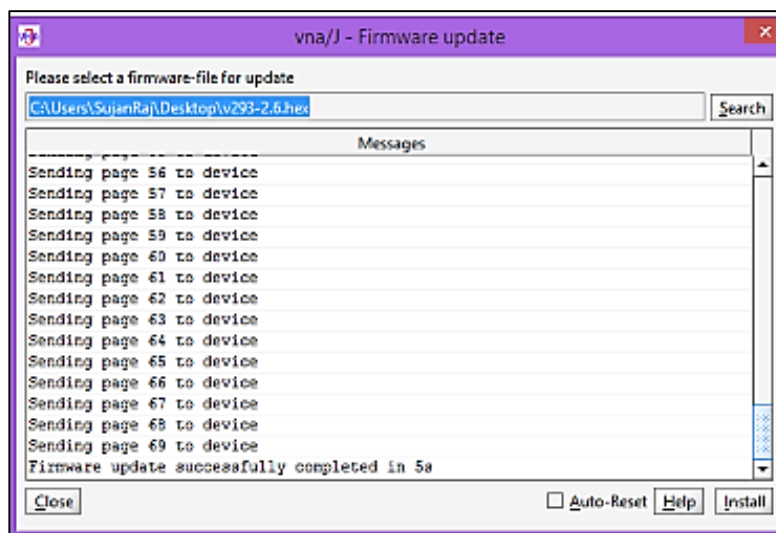 vna/J - Firmware update
Please select a firmware-file for update
C:\Users\SujanRaj\Desktop\v293-2.6.hex
Search
Messages
Sending page 56 to device
Sending page 57 to device
Sending page 58 to device
Sending page 59 to device
Sending page 60 to device
Sending page 61 to device
Sending page 62 to device
Sending page 63 to device
Sending page 64 to device
Sending page 65 to device
Sending page 66 to device
Sending page 67 to device
Sending page 68 to device
Sending page 69 to device
Firmware update successfully completed in 5s
Close
Auto-Reset Help Install